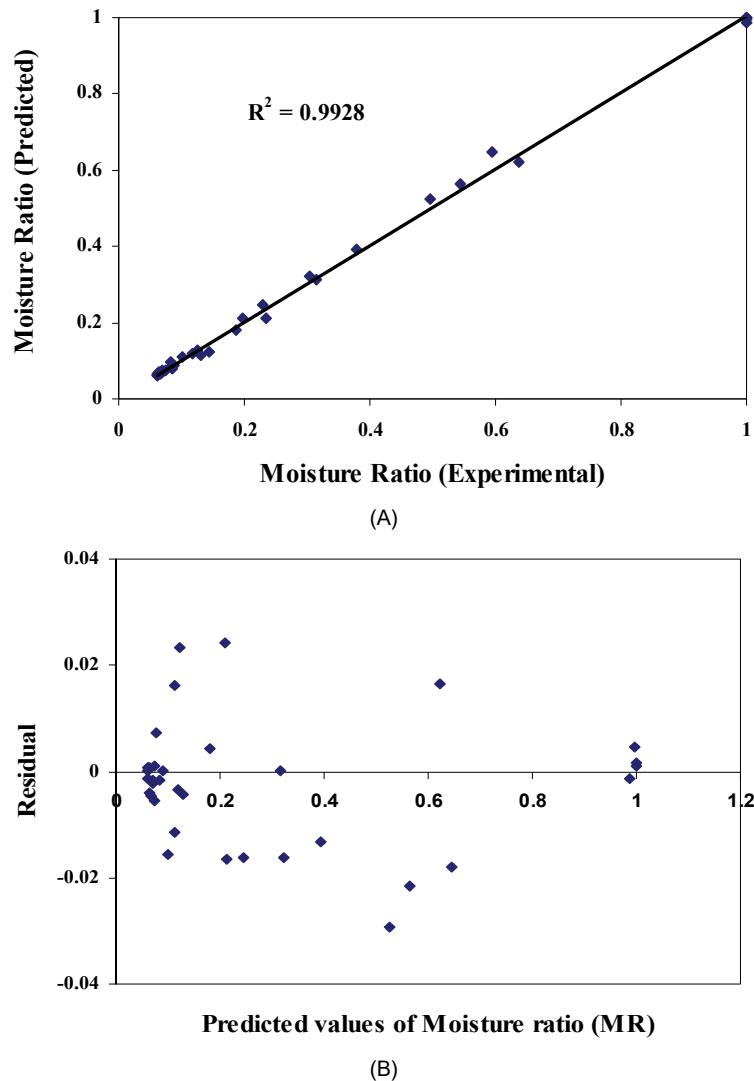 1
0.8
0.6
0.4
0.2
0
Moisture Ratio (Predicted)
R² = 0.9928
0 0.2 0.4 0.6 0.8 1
Moisture Ratio (Experimental)
(A)
0.04
0.02
0
-0.02
-0.04
Residual
0 0.2 0.4 0.6 0.8 1 1.2
Predicted values of Moisture ratio (MR)
(B)